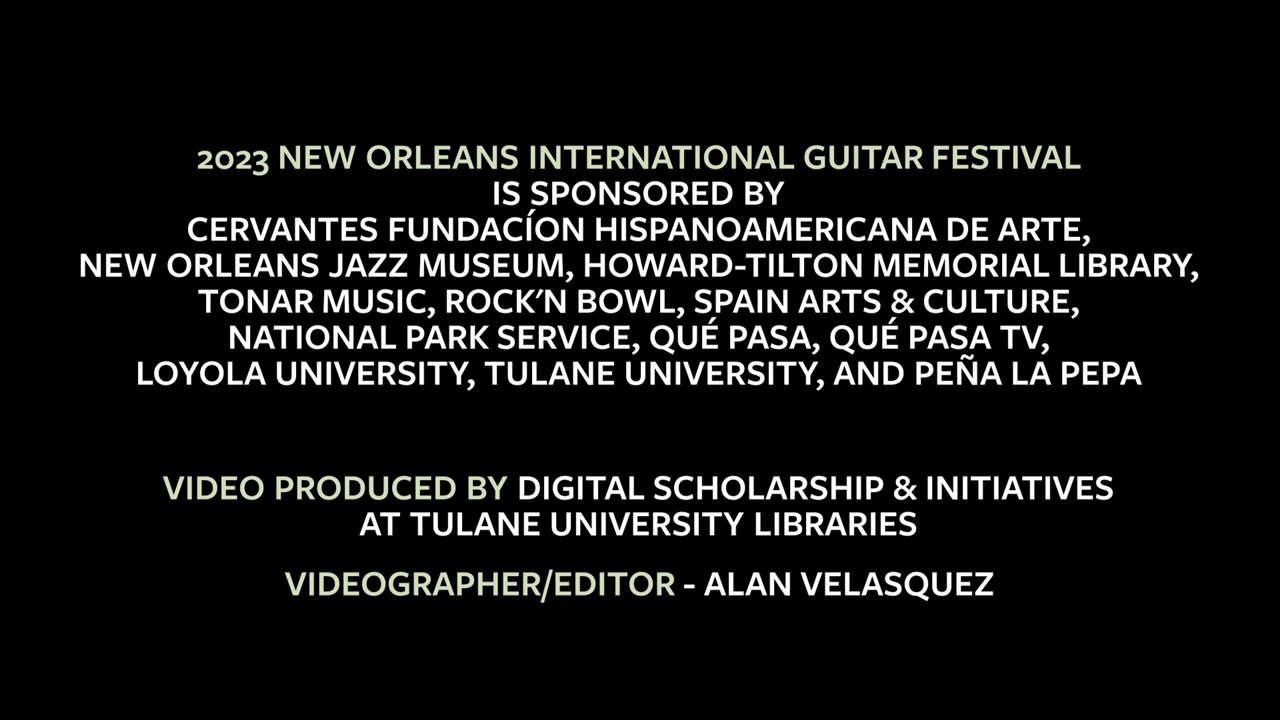 2023 NEW ORLEANS INTERNATIONAL GUITAR FESTIVAL
IS SPONSORED BY
CERVANTES FUNDACÍON HISPANOAMERICANA DE ARTE,
NEW ORLEANS JAZZ MUSEUM, HOWARD-TILTON MEMORIAL LIBRARY,
TONAR MUSIC, ROCK'N BOWL, SPAIN ARTS & CULTURE,
NATIONAL PARK SERVICE, QUÉ PASA, QUÉ PASA TV,
LOYOLA UNIVERSITY, TULANE UNIVERSITY, AND PEÑA LA PEPA
VIDEO PRODUCED BY DIGITAL SCHOLARSHIP & INITIATIVES
AT TULANE UNIVERSITY LIBRARIES
VIDEOGRAPHER/EDITOR - ALAN VELASQUEZ